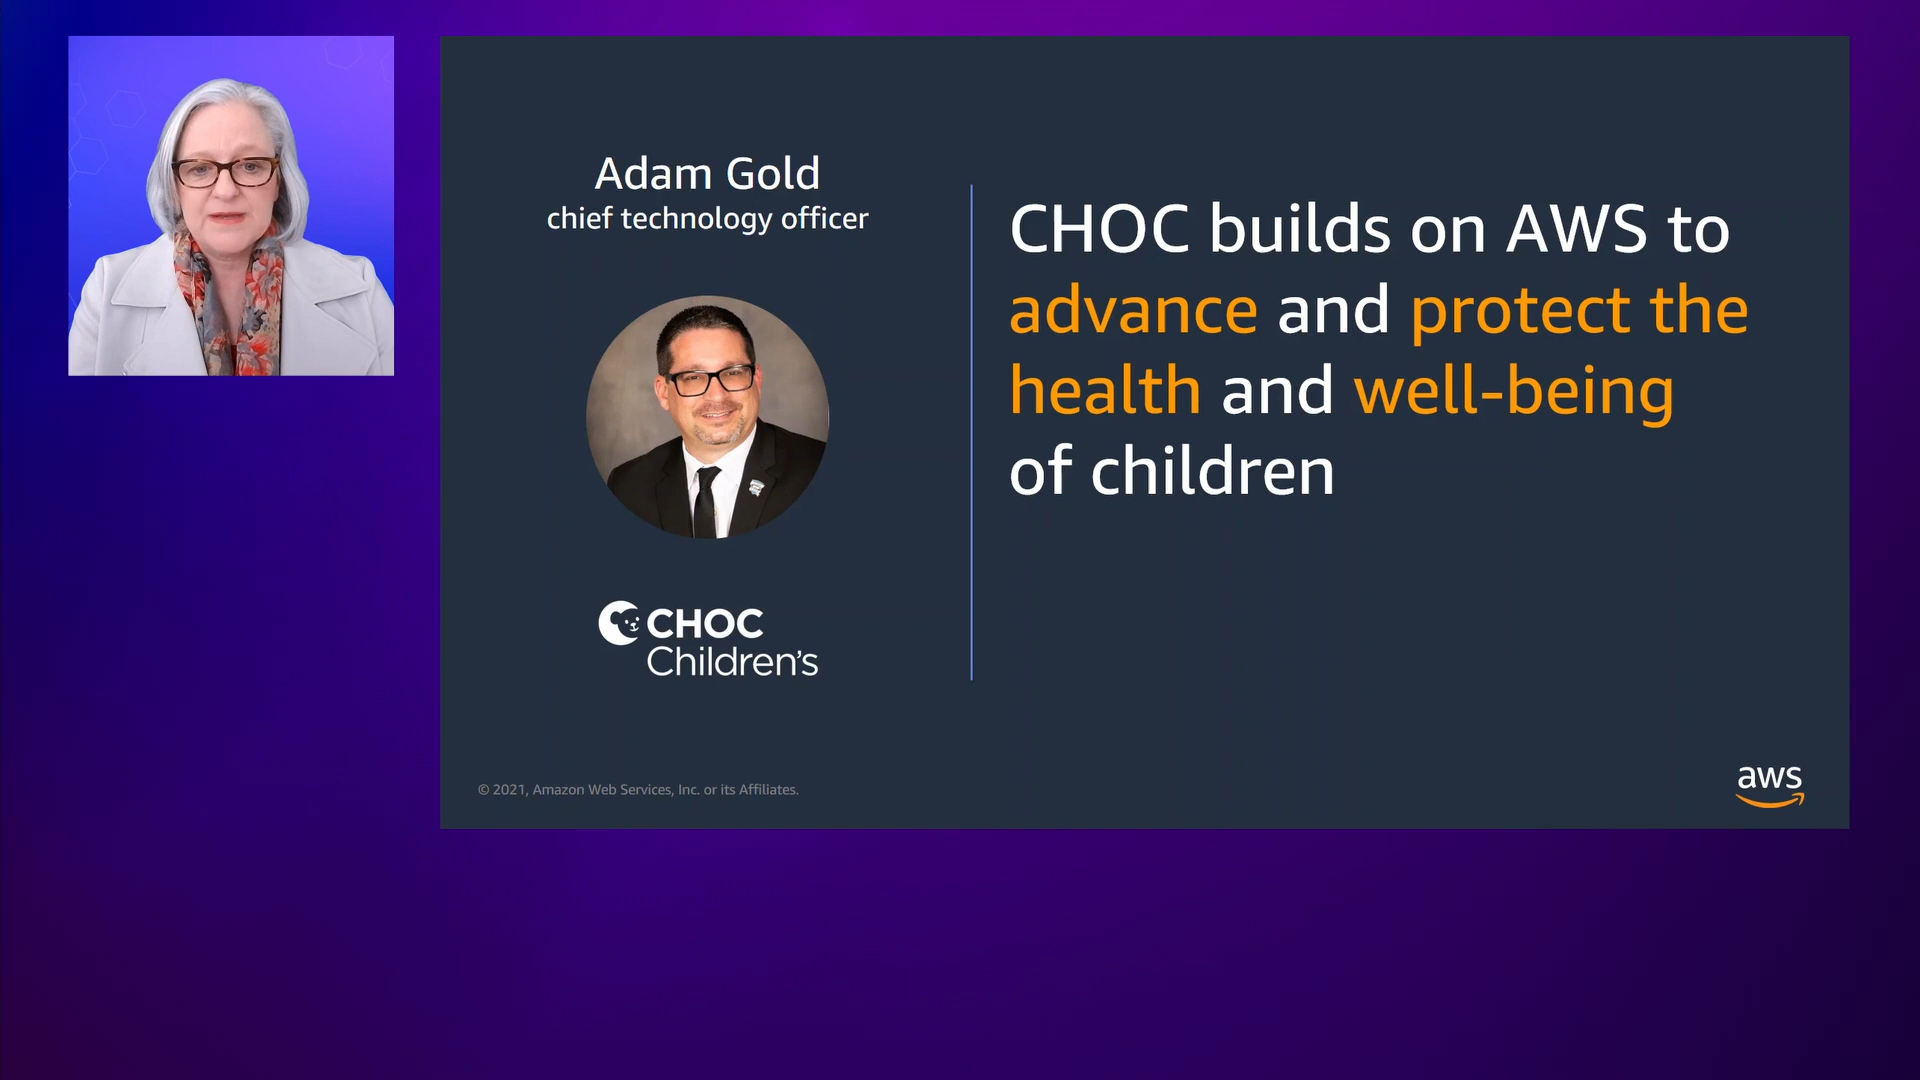 Adam Gold
chief technology officer
CHOC
Children's
CHOC builds on AWS to
advance and protect the
health and well-being
of children
© 2021, Amazon Web Services, Inc. or its Affiliates.
aws